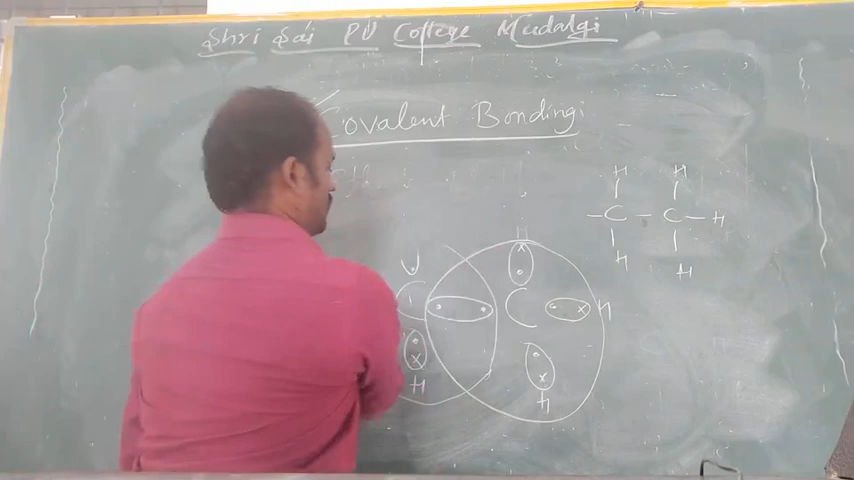 Shri Sai PU College Mudalgi
Covalent Bonding:
H H
-C-C-H
H H
H
C C H
H H